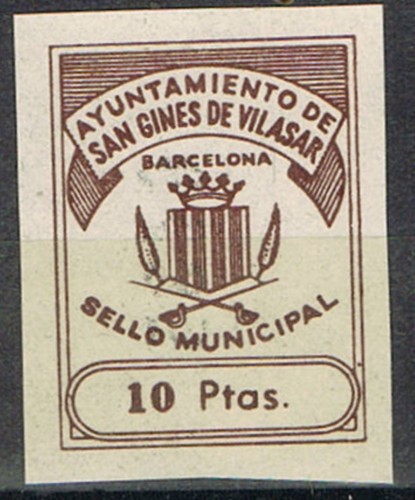 AYUNTAMIENTO DE
SAN GINES DE VILASAR
BARCELONA
SELLO MUNICIPAL
10 Ptas.